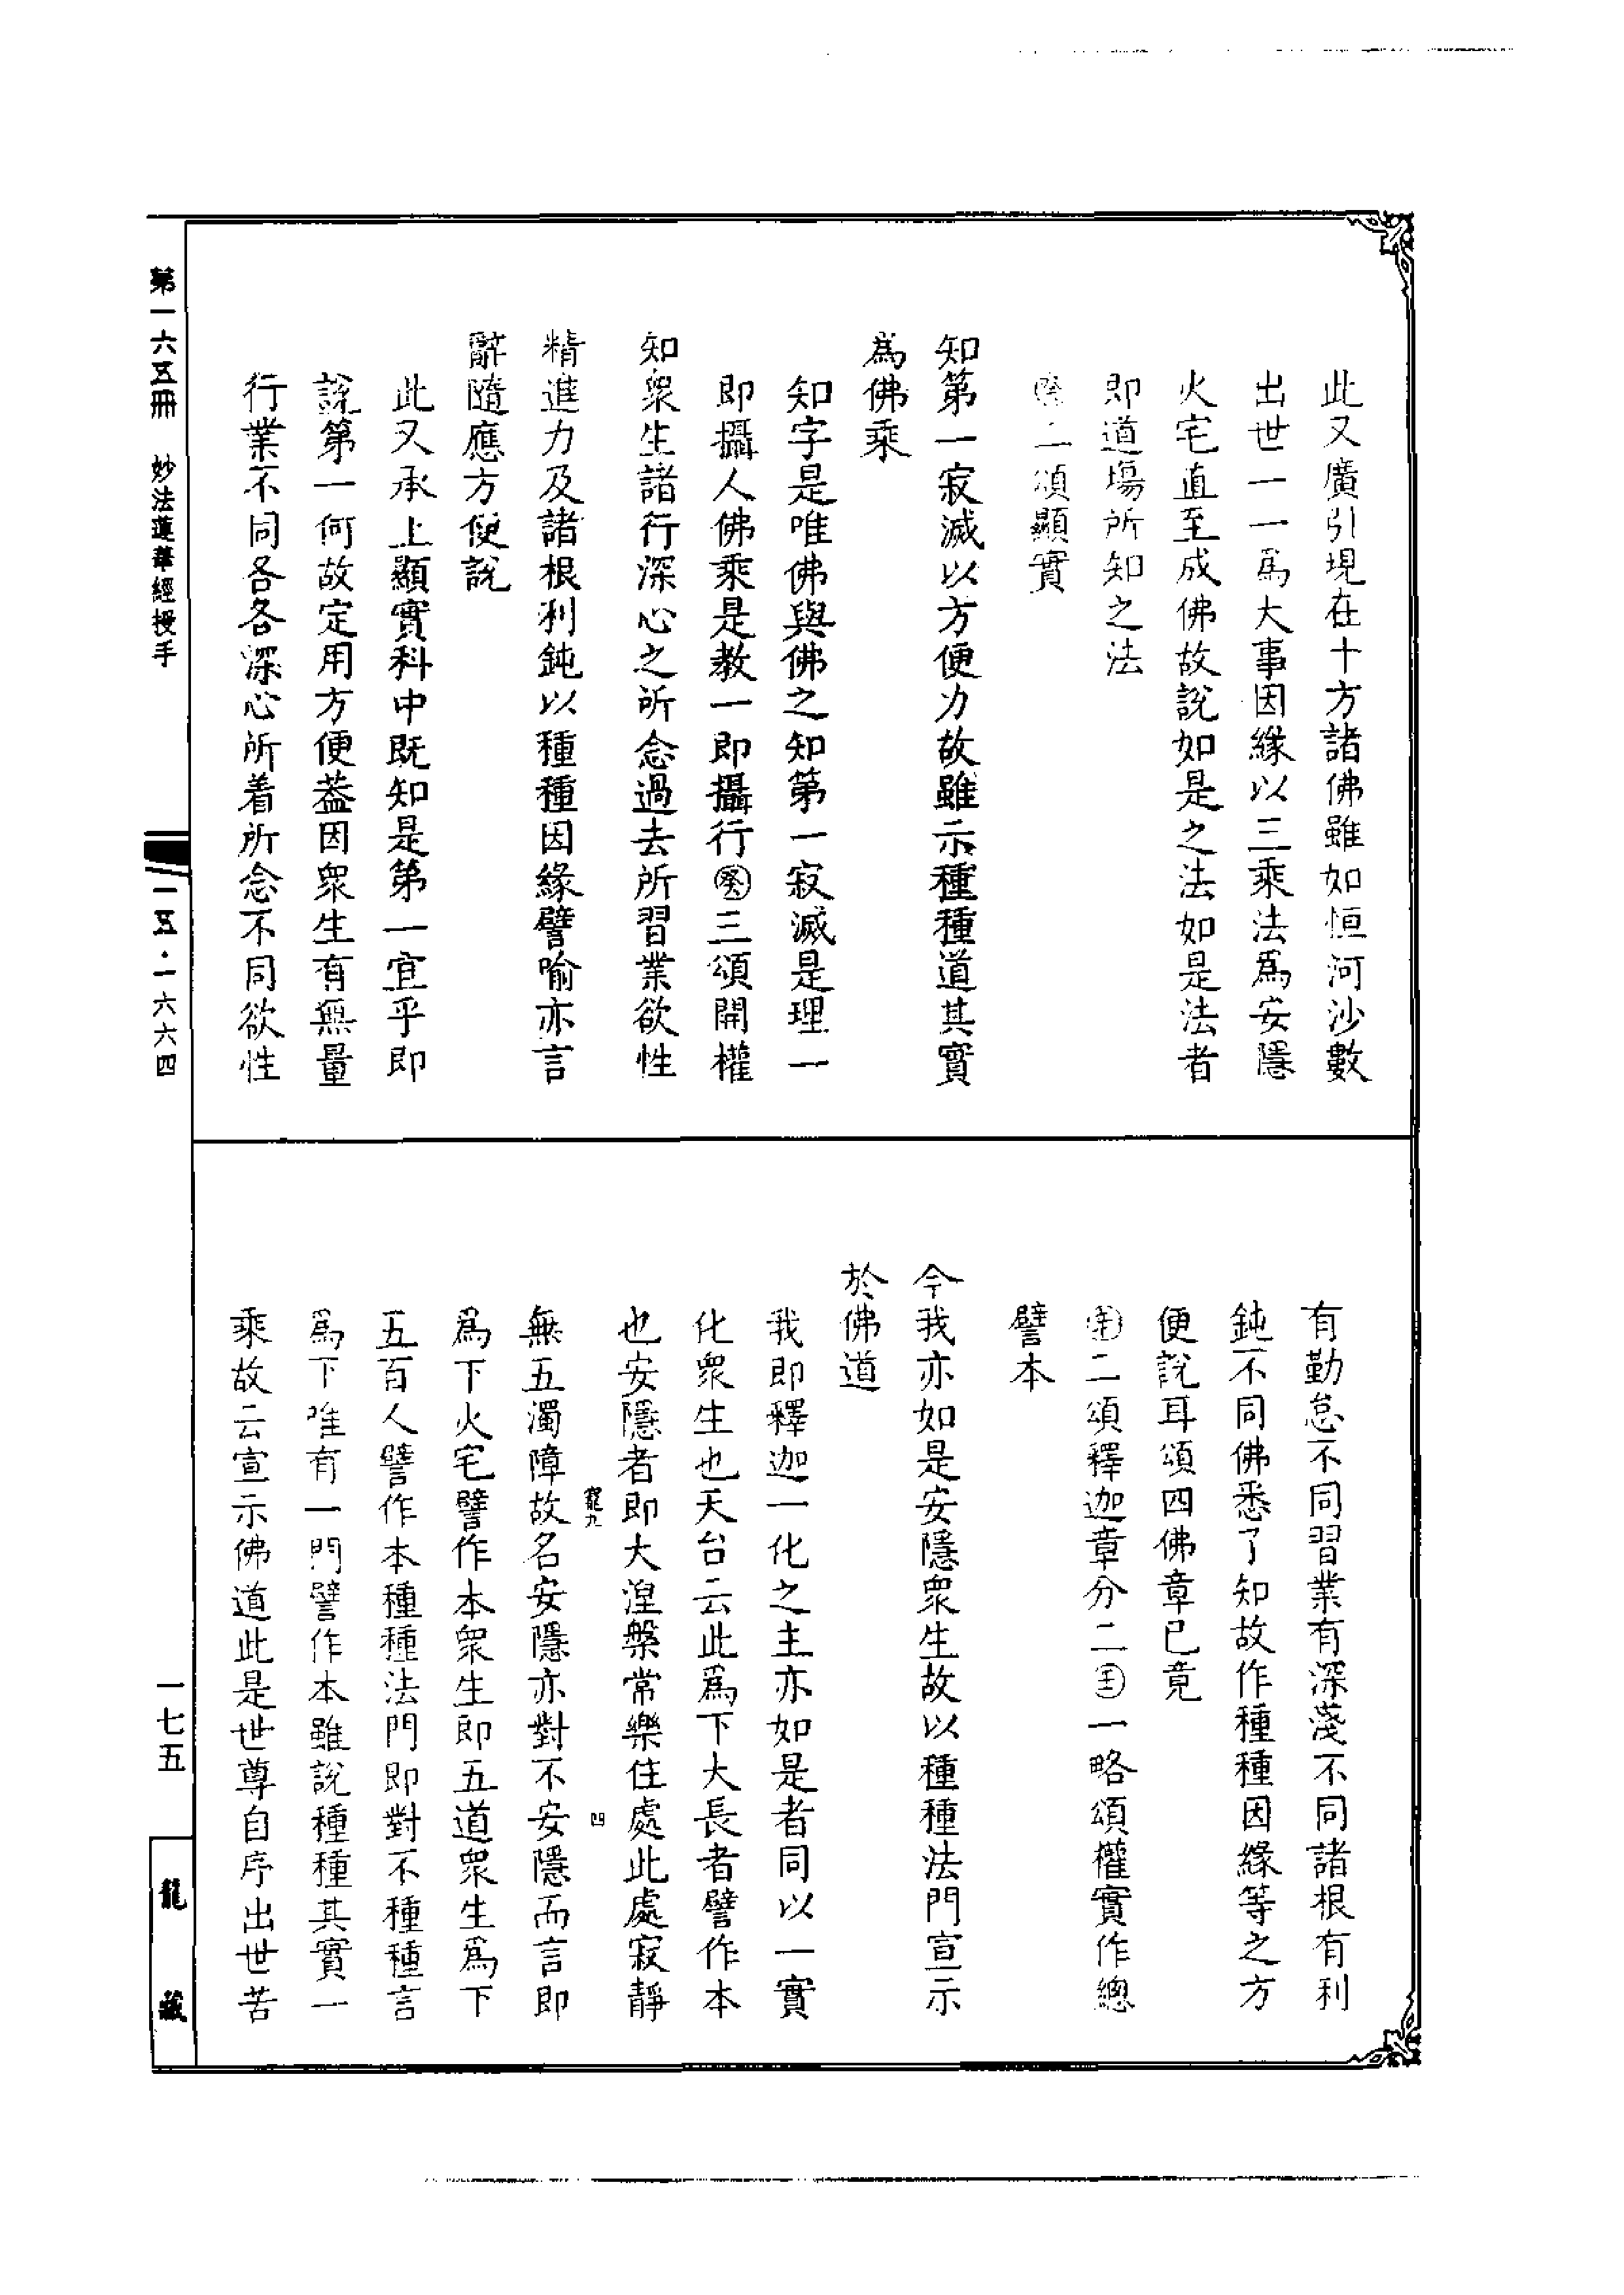 此又廣引現在十方諸佛雖如恒河沙數
出世一一爲大事因緣以三乘法爲安隱
火宅直至成佛故說如是之法如是法者
即道塲所知之法
㊇二頌顯實
知第一寂滅以方便力故雖示種種道其實
爲佛乘
知字是唯佛與佛之知第一寂滅是理一
即攝人佛乘是教一即攝行三頌開權
知衆生諸行深心之所念過去所習業欲性
精進力及諸根利鈍以種種因緣譬喻亦言
辭隨應方便說
此又承上顯實科中既知是第一宜乎即
說第一何故定用方便葢因衆生有無量
行業不同各各深心所着所念不同欲性
有勤怠不同習業有深淺不同諸根有利
鈍不同佛悉了知故作種種因緣等之方
便說耳頌四佛章已竟
二頌釋迦章分二一略頌權實作總
譬本
今我亦如是安隱衆生故以種種法門宣示
於佛道
我即釋迦一化之主亦如是者同以一實
化衆生也天台云此爲下大長者譬作本
也安隱者即大湼槃常樂住處此處寂靜
無五濁障故名安隱亦對不安隱而言即
爲下火宅譬作本衆生即五道衆生爲下
五百人譬作本種種法門即對不種種言
爲下唯有一門譬作本雖說種種其實一
乘故云宣示佛道此是世尊自序出世苦
四
第一六五冊 妙法蓮華經授手
一五·一六六四
一七五
龍藏